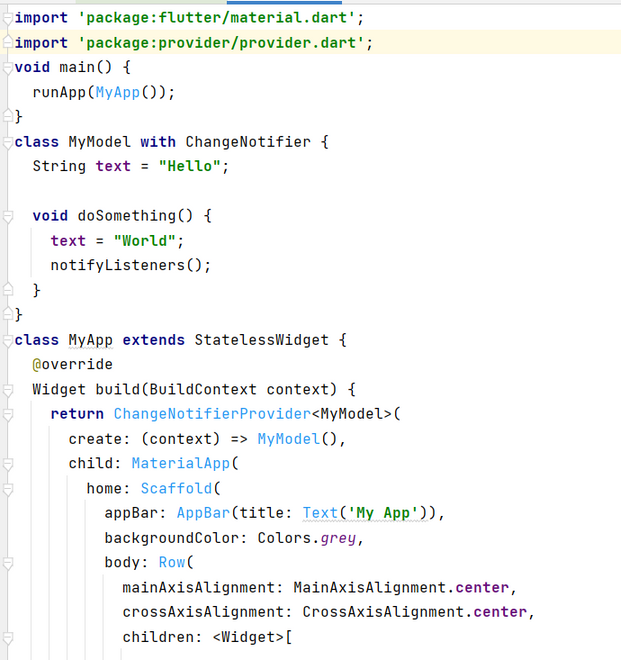 import 'package:flutter/material.dart';
import 'package:provider/provider.dart';
void main() {
  runApp(MyApp());
}
class MyModel with ChangeNotifier {
  String text = "Hello";

  void doSomething() {
    text = "World";
    notifyListeners();
  }
}
class MyApp extends StatelessWidget {
  @override
  Widget build(BuildContext context) {
    return ChangeNotifierProvider<MyModel>(
      create: (context) => MyModel(),
      child: MaterialApp(
        home: Scaffold(
          appBar: AppBar(title: Text('My App')),
          backgroundColor: Colors.grey,
          body: Row(
            mainAxisAlignment: MainAxisAlignment.center,
            crossAxisAlignment: CrossAxisAlignment.center,
            children: <Widget>[